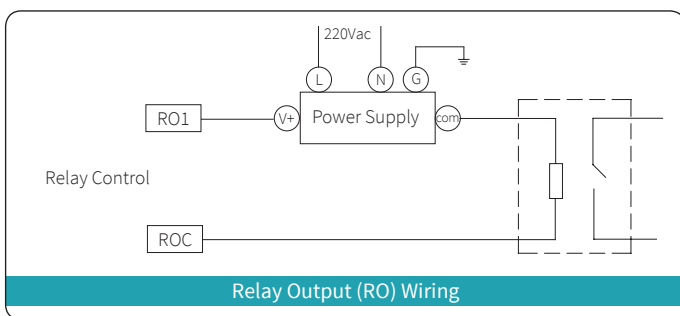 220Vac
L
N
G
RO1
V+
Power Supply
com
Relay Control
ROC
Relay Output (RO) Wiring